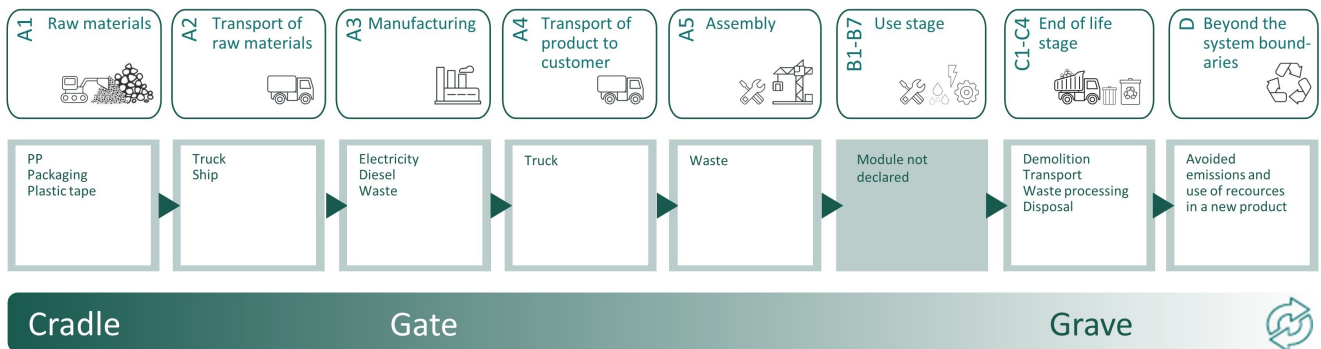 A1 Raw materials
A2 Transport of
raw materials
A3 Manufacturing
A4 Transport of
product to
customer
A5 Assembly
B1-B7 Use stage
C1-C4 End of life
stage
D Beyond the
system bound-
aries
PP
Packaging
Plastic tape
Truck
Ship
Electricity
Diesel
Waste
Truck
Waste
Module not
declared
Demolition
Transport
Waste processing
Disposal
Avoided
emissions and
use of recources
in a new product
Cradle
Gate
Grave